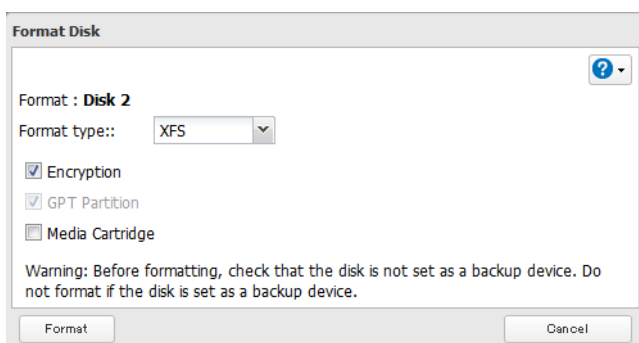 Format Disk
?
Format : Disk 2
Format type:: XFS
Encryption
GPT Partition
Media Cartridge
Warning: Before formatting, check that the disk is not set as a backup device. Do
not format if the disk is set as a backup device.
Format Cancel